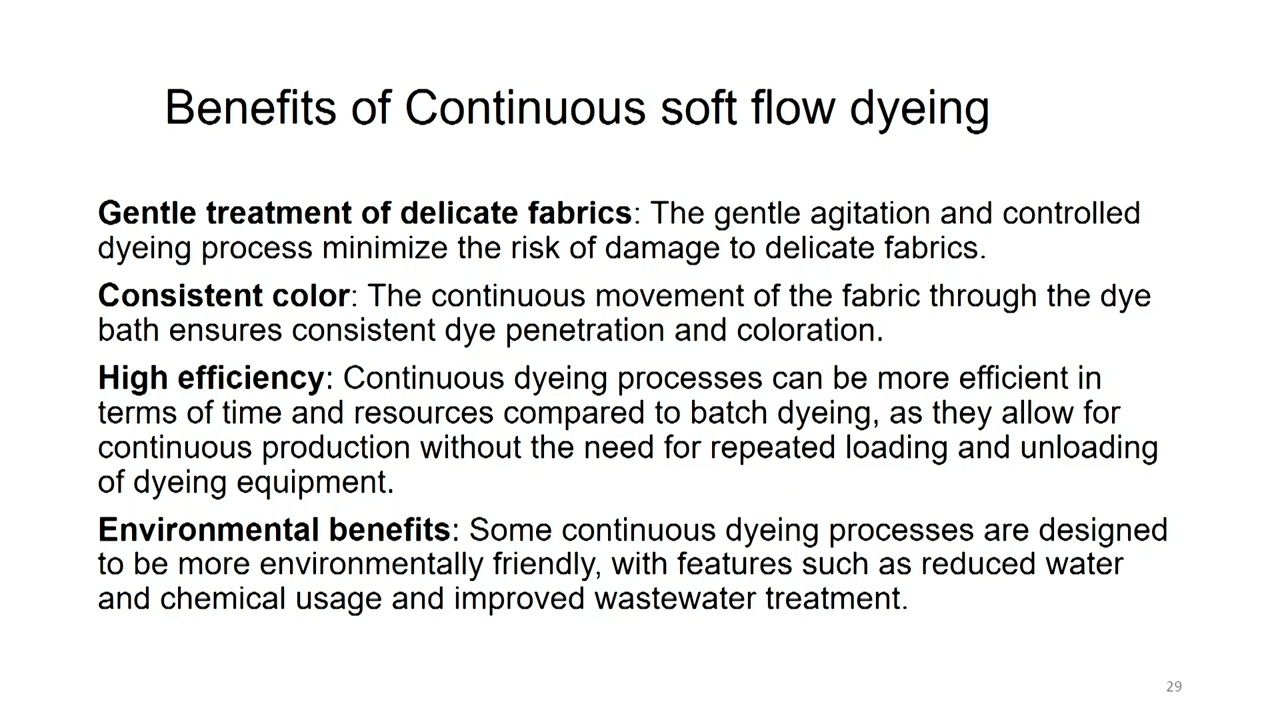 Benefits of Continuous soft flow dyeing
Gentle treatment of delicate fabrics: The gentle agitation and controlled
dyeing process minimize the risk of damage to delicate fabrics.
Consistent color: The continuous movement of the fabric through the dye
bath ensures consistent dye penetration and coloration.
High efficiency: Continuous dyeing processes can be more efficient in
terms of time and resources compared to batch dyeing, as they allow for
continuous production without the need for repeated loading and unloading
of dyeing equipment.
Environmental benefits: Some continuous dyeing processes are designed
to be more environmentally friendly, with features such as reduced water
and chemical usage and improved wastewater treatment.
29